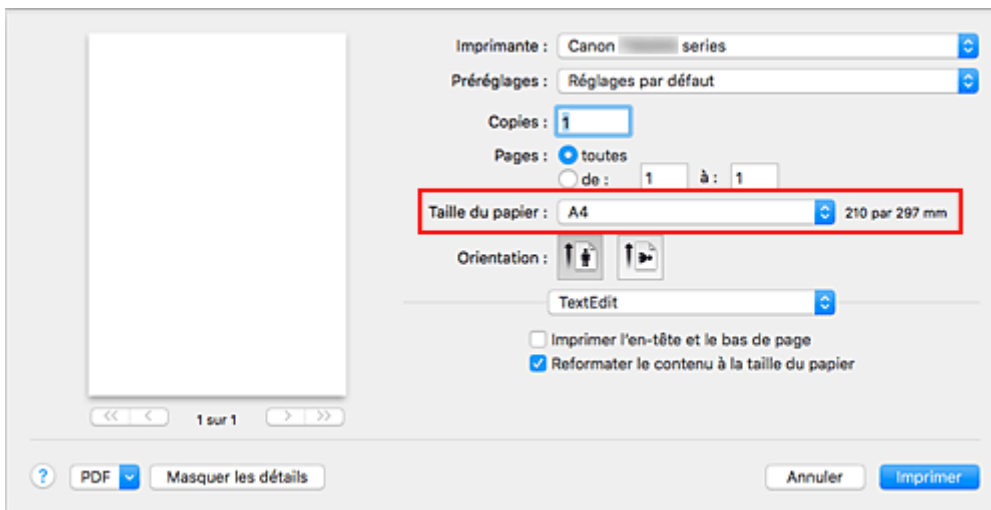 Imprimante : Canon series
Préréglages : Réglages par défaut
Copies : 1
Pages : toutes
de : 1 à : 1
Taille du papier : A4 210 par 297 mm
Orientation :
TextEdit
Imprimer l'en-tête et le bas de page
Reformater le contenu à la taille du papier
1 sur 1
? PDF Masquer les détails Annuler Imprimer